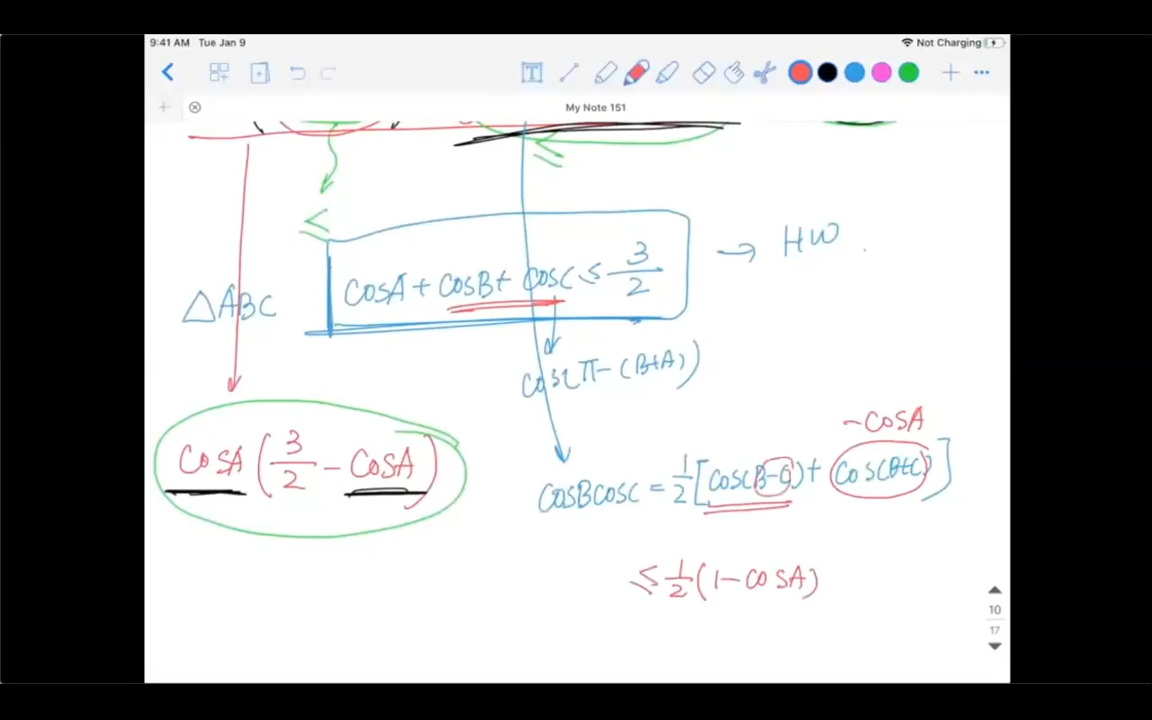 9:41 AM Tue Jan 9
Not Charging
My Note 151
≤
≤
cosA + cosB + cosC ≤ 3/2 → HW
△ABC
cos(π-(B+A))
-cosA
cosA(3/2 - cosA)
cosBcosC = 1/2[cos(B-C) + cos(B+C)]
≤ 1/2(1-cosA)
10
17